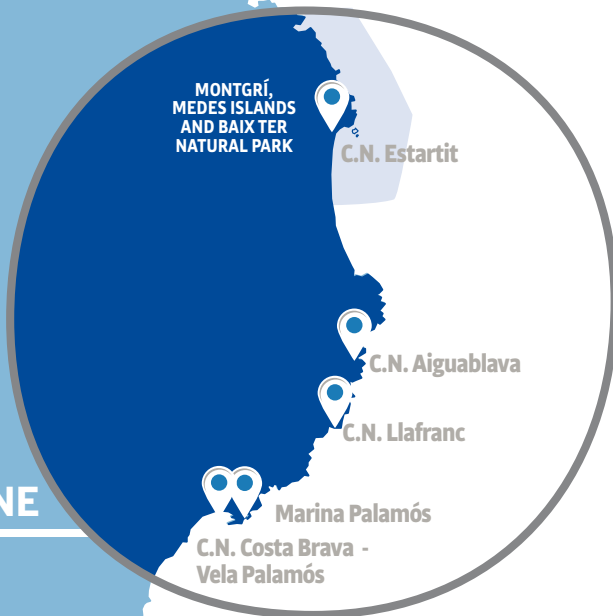 MONTGRÍ,
MEDES ISLANDS
AND BAIX TER
NATURAL PARK
C.N. Estartit
C.N. Aiguablava
C.N. Llafranc
NE
Marina Palamós
C.N. Costa Brava -
Vela Palamós